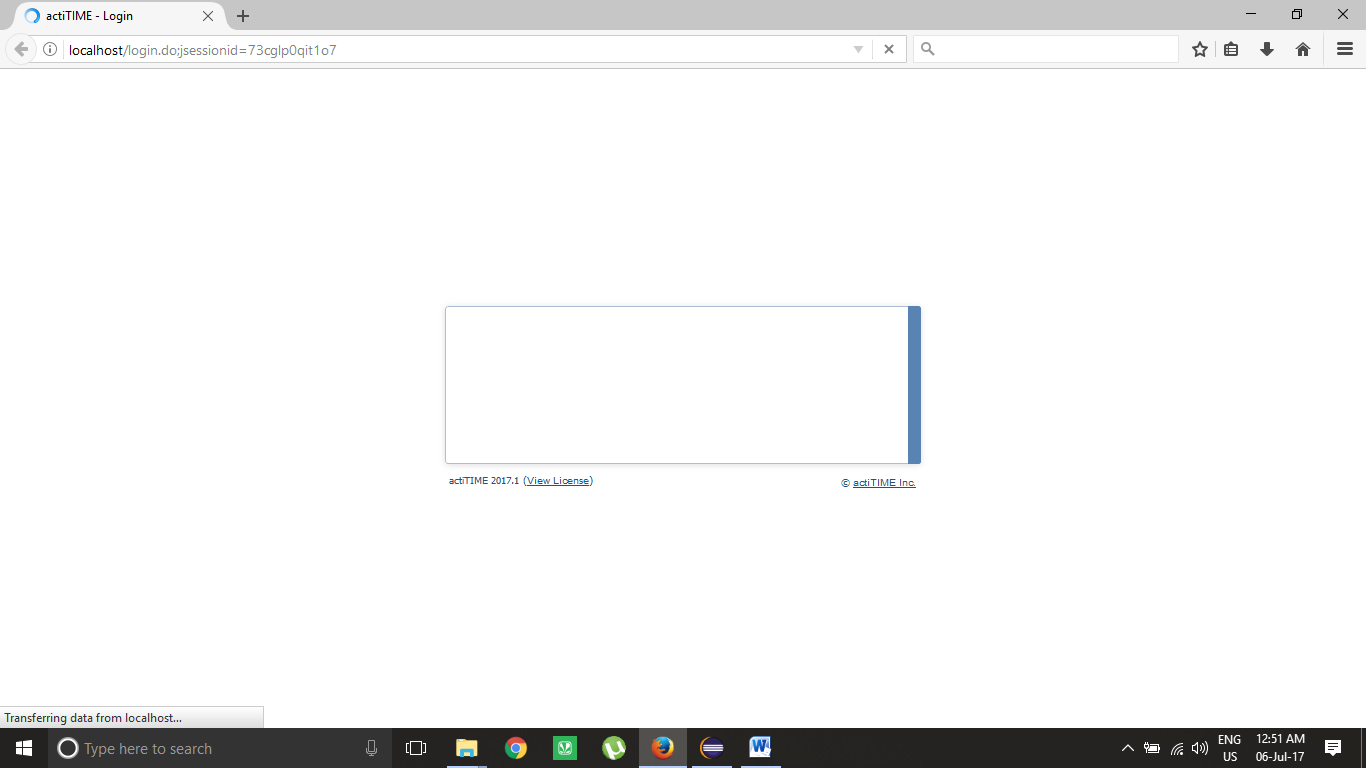 actiTIME - Login
localhost/login.do;jsessionid=73cglp0qit1o7
actiTIME 2017.1 (View License)
© actiTIME Inc.
Transferring data from localhost...
Type here to search
ENG
US
12:51 AM
06-Jul-17